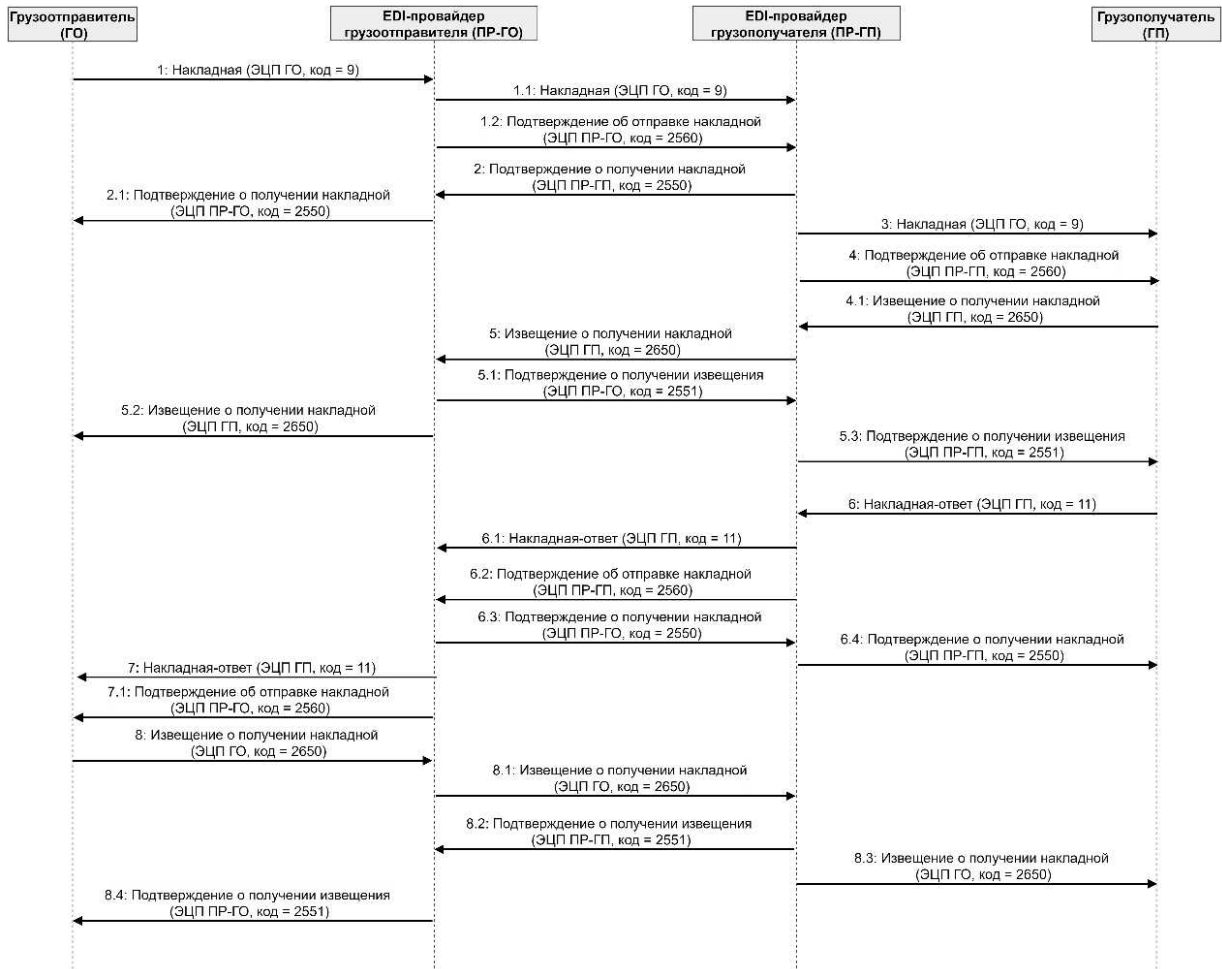 Грузоотправитель
(ГО)
EDI-провайдер
грузоотправителя (ПР-ГО)
EDI-провайдер
грузополучателя (ПР-ГП)
Грузополучатель
(ГП)
1: Накладная (ЭЦП ГО, код = 9)
1.1: Накладная (ЭЦП ГО, код = 9)
1.2: Подтверждение об отправке накладной
(ЭЦП ПР-ГО, код = 2560)
2: Подтверждение о получении накладной
(ЭЦП ПР-ГП, код = 2550)
2.1: Подтверждение о получении накладной
(ЭЦП ПР-ГО, код = 2550)
3: Накладная (ЭЦП ГО, код = 9)
4: Подтверждение об отправке накладной
(ЭЦП ПР-ГП, код = 2560)
4.1: Извещение о получении накладной
(ЭЦП ГП, код = 2650)
5: Извещение о получении накладной
(ЭЦП ГП, код = 2650)
5.1: Подтверждение о получении извещения
(ЭЦП ПР-ГО, код = 2551)
5.2: Извещение о получении накладной
(ЭЦП ГП, код = 2650)
5.3: Подтверждение о получении извещения
(ЭЦП ПР-ГП, код = 2551)
6: Накладная-ответ (ЭЦП ГП, код = 11)
6.1: Накладная-ответ (ЭЦП ГП, код = 11)
6.2: Подтверждение об отправке накладной
(ЭЦП ПР-ГП, код = 2560)
6.3: Подтверждение о получении накладной
(ЭЦП ПР-ГО, код = 2550)
6.4: Подтверждение о получении накладной
(ЭЦП ПР-ГП, код = 2550)
7: Накладная-ответ (ЭЦП ГП, код = 11)
7.1: Подтверждение об отправке накладной
(ЭЦП ПР-ГО, код = 2560)
8: Извещение о получении накладной
(ЭЦП ГО, код = 2650)
8.1: Извещение о получении накладной
(ЭЦП ГО, код = 2650)
8.2: Подтверждение о получении извещения
(ЭЦП ПР-ГП, код = 2551)
8.3: Извещение о получении накладной
(ЭЦП ГО, код = 2650)
8.4: Подтверждение о получении извещения
(ЭЦП ПР-ГО, код = 2551)